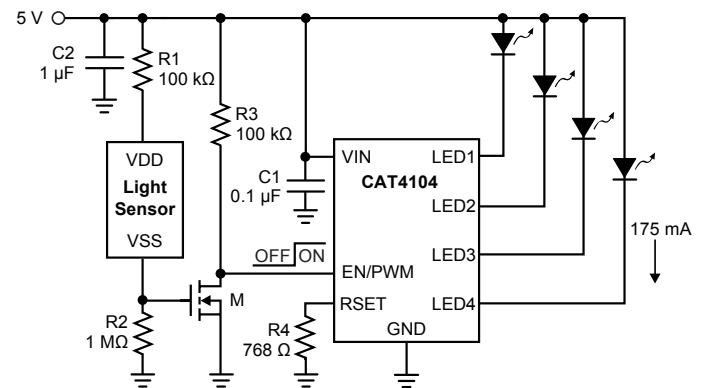 5 V
C2
1 µF
R1
100 kΩ
R3
100 kΩ
VDD
Light
Sensor
VSS
C1
0.1 µF
VIN
LED1
CAT4104
LED2
LED3
EN/PWM
RSET
LED4
GND
175 mA
OFF ON
M
R2
1 MΩ
R4
768 Ω